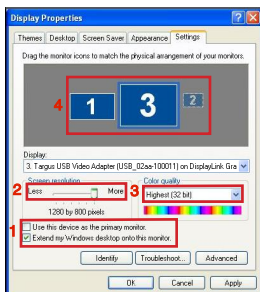 Display Properties
Themes Desktop Screen Saver Appearance Settings
Drag the monitor icons to match the physical arrangement of your monitors.
4 1 3 2
Display:
3. Targus USB Video Adapter (USB_02aa-100011) on DisplayLink Gra
Screen resolution Color quality
2 Less More 3 Highest (32 bit)
1280 by 800 pixels
1 Use this device as the primary monitor.
Extend my Windows desktop onto this monitor.
Identify Troubleshoot... Advanced
OK Cancel Apply